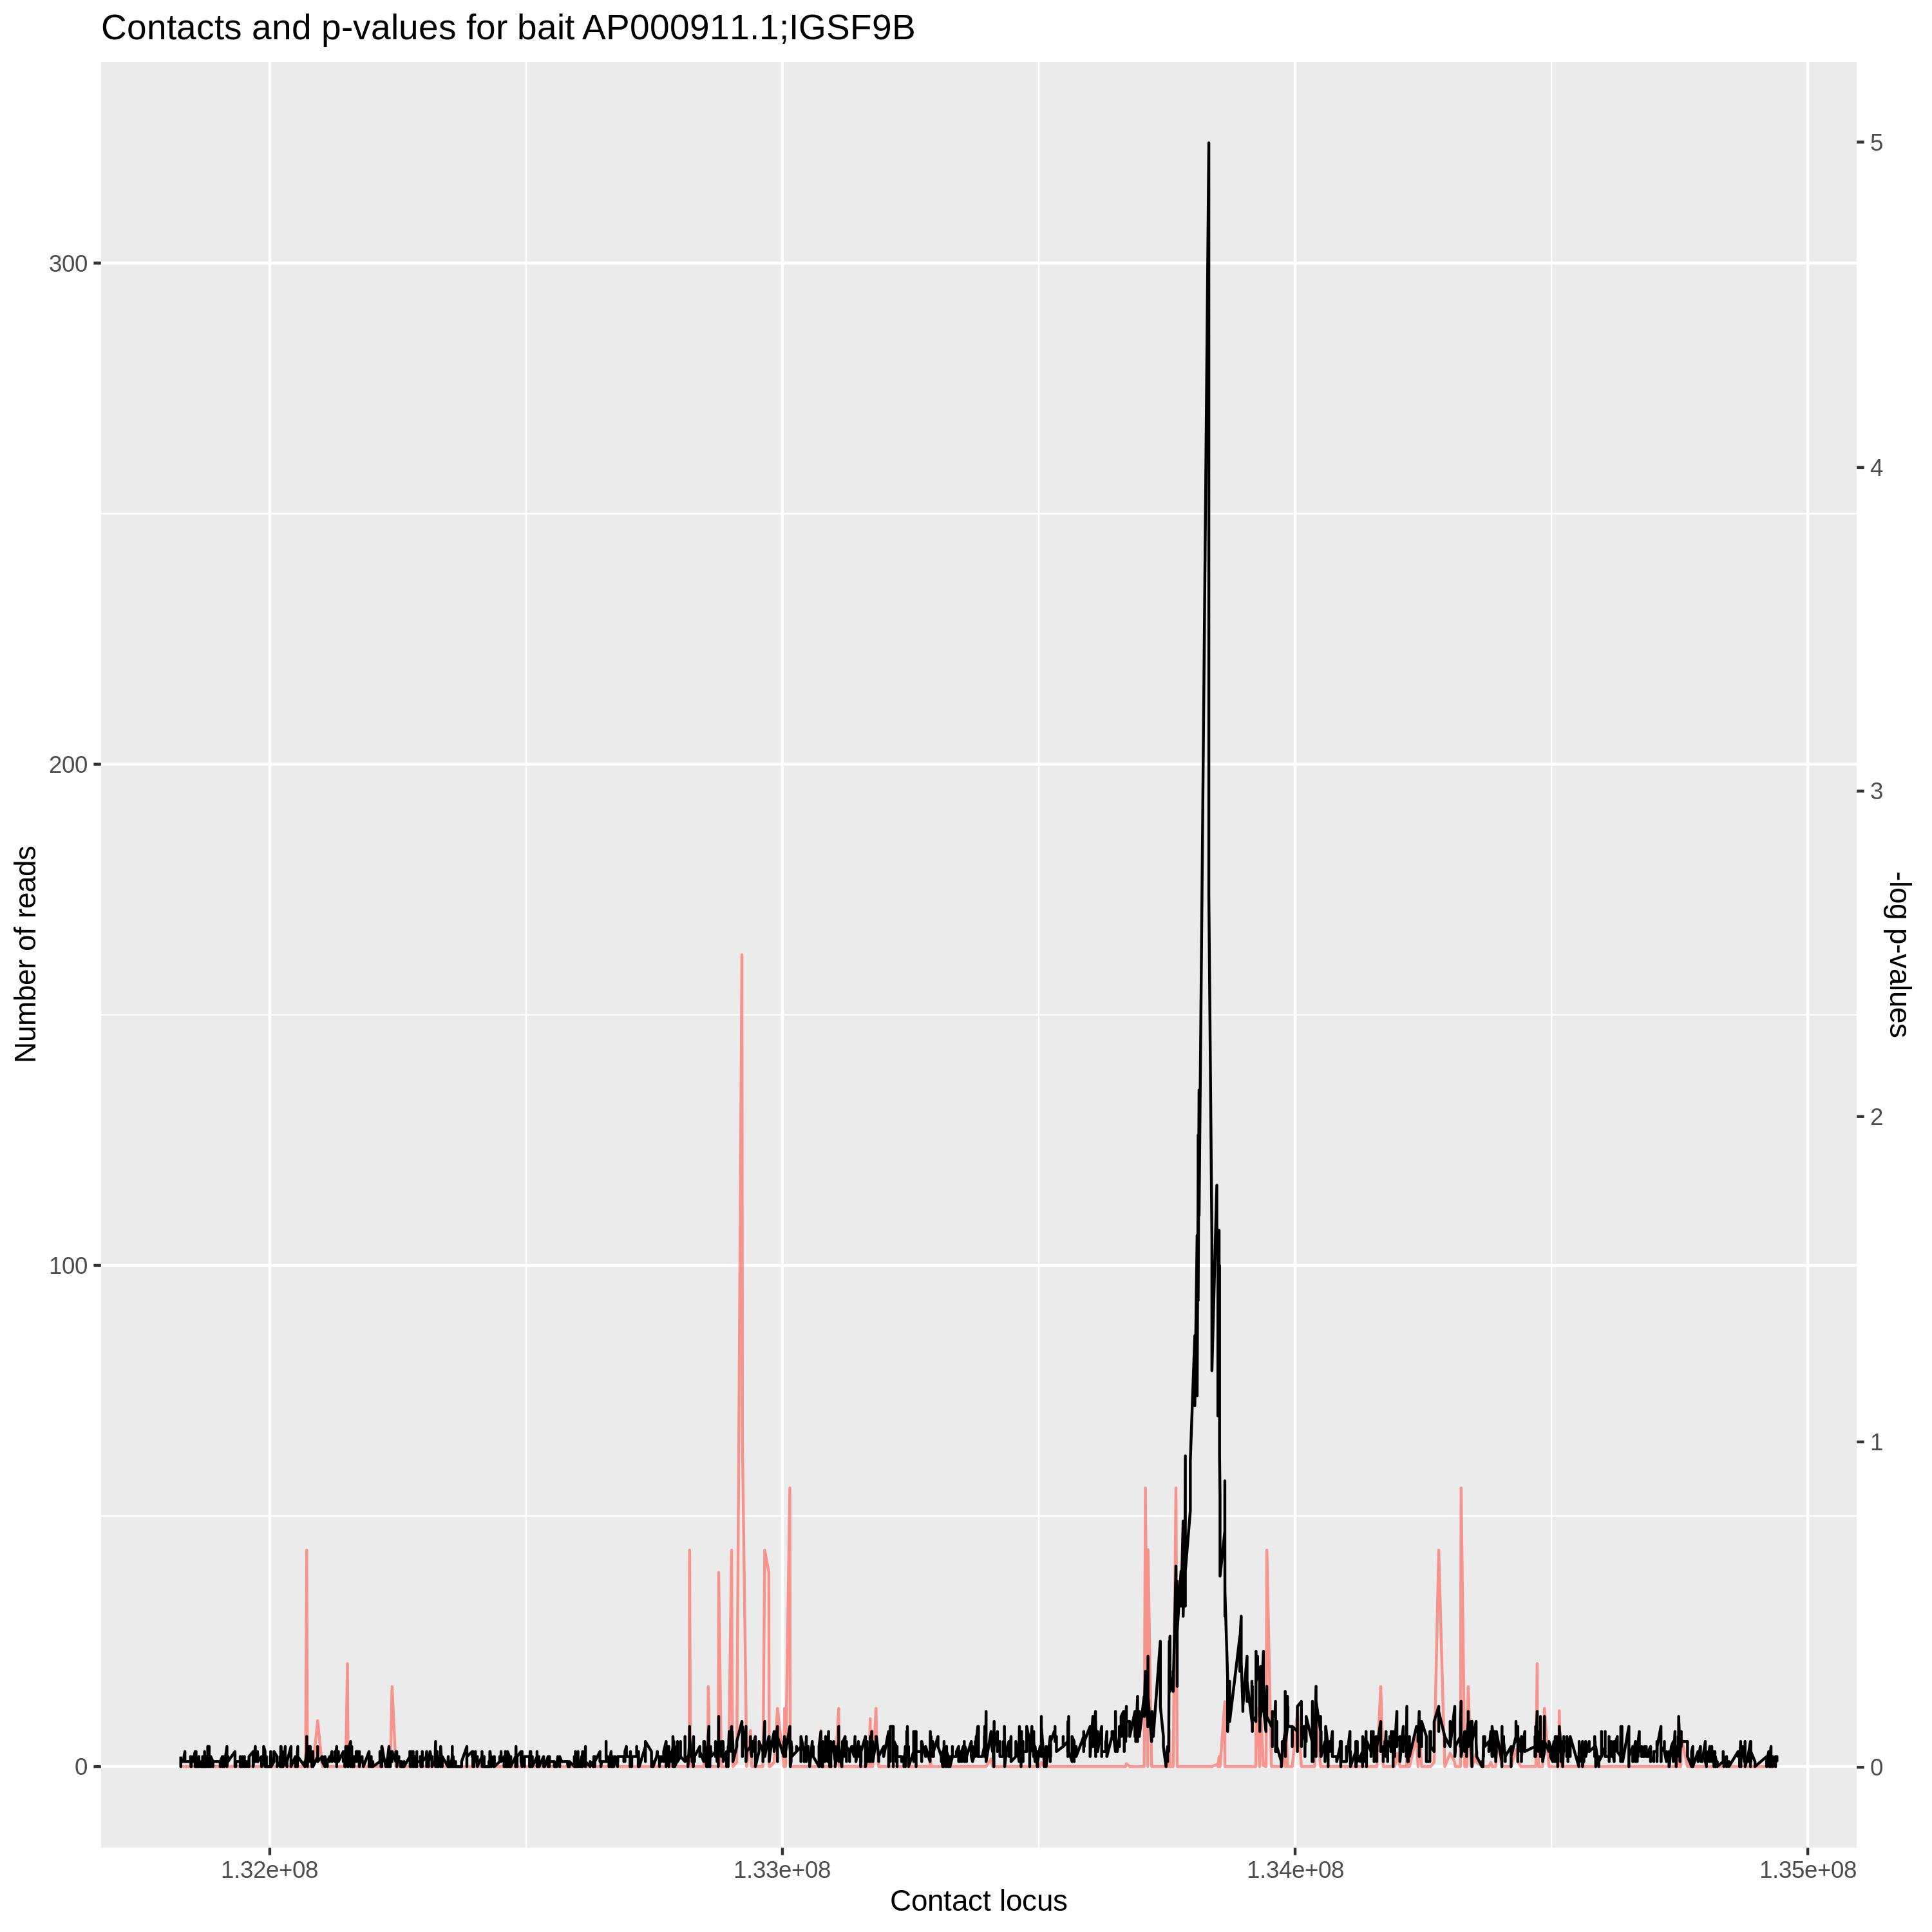 Contacts and p-values for bait AP000911.1;IGSF9B
300
200
100
0
Number of reads
5
4
3
2
1
0
-log p-values
1.32e+08
1.33e+08
1.34e+08
1.35e+08
Contact locus